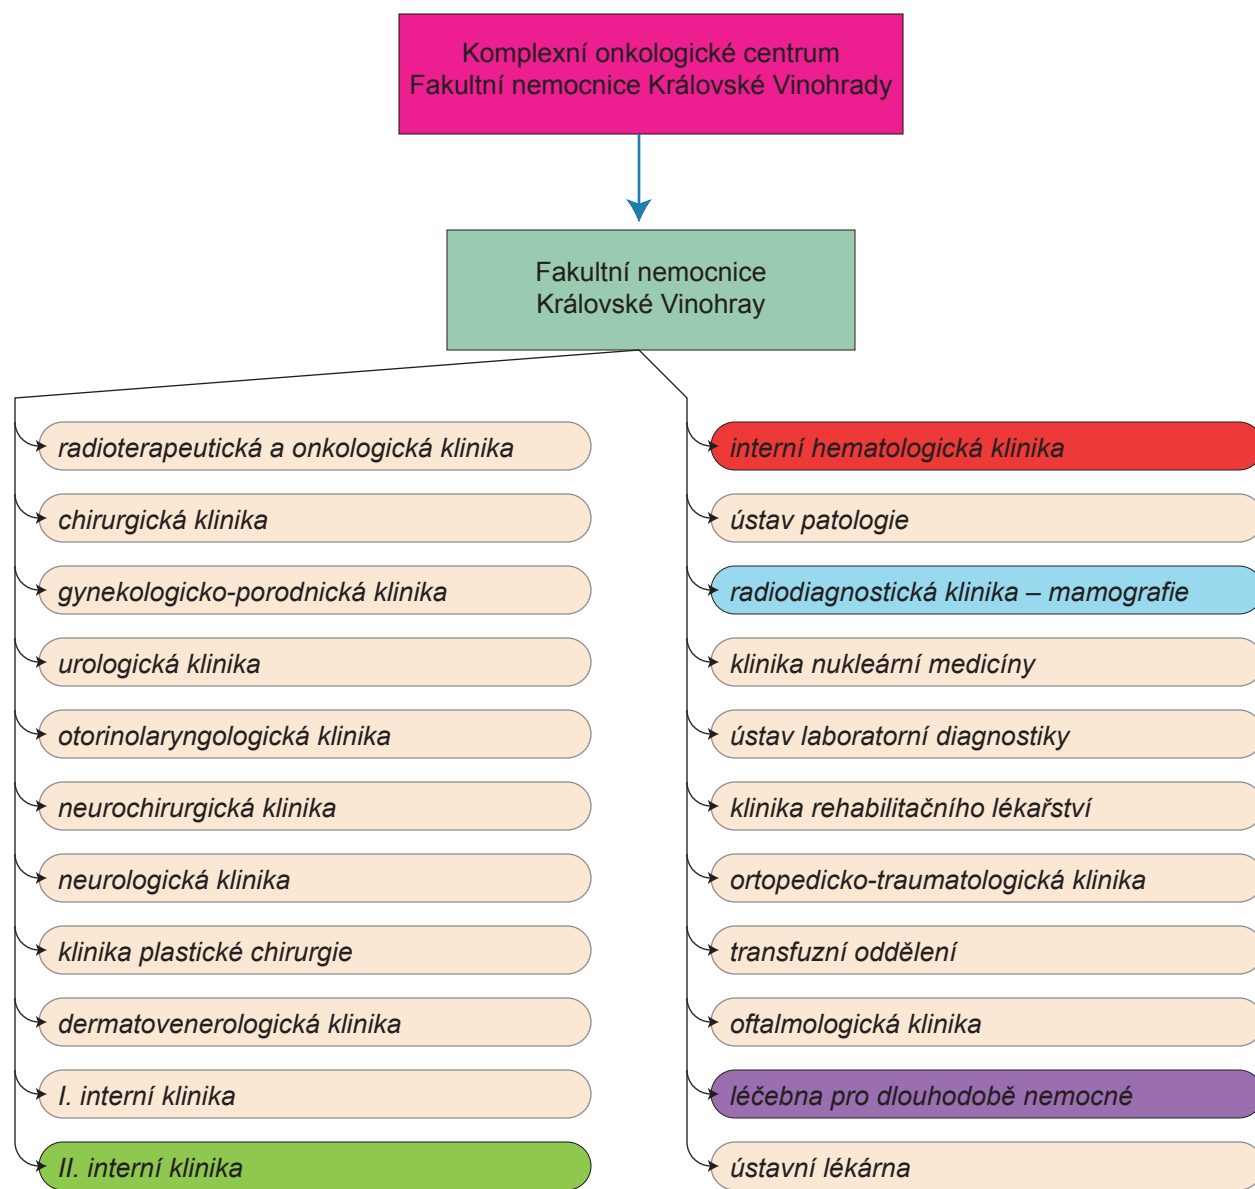 Komplexní onkologické centrum
Fakultní nemocnice Královské Vinohrady
Fakultní nemocnice
Královské Vinohray
radioterapeutická a onkologická klinika
chirurgická klinika
gynekologicko-porodnická klinika
urologická klinika
otorinolaryngologická klinika
neurochirurgická klinika
neurologická klinika
klinika plastické chirurgie
dermatovenerologická klinika
I. interní klinika
II. interní klinika
interní hematologická klinika
ústav patologie
radiodiagnostická klinika – mamografie
klinika nukleární medicíny
ústav laboratorní diagnostiky
klinika rehabilitačního lékařství
ortopedicko-traumatologická klinika
transfuzní oddělení
oftalmologická klinika
léčebna pro dlouhodobě nemocné
ústavní lékárna